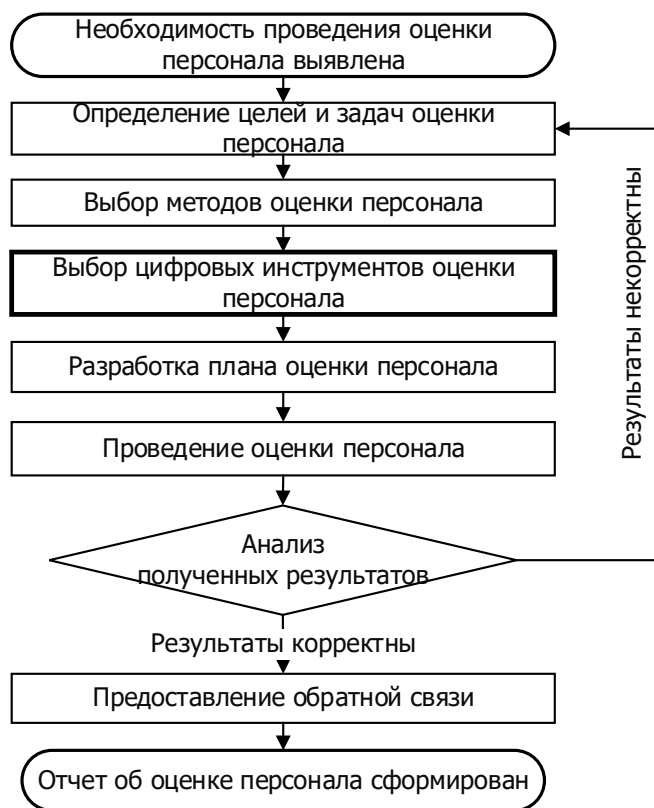 Необходимость проведения оценки
персонала выявлена
Определение целей и задач оценки
персонала
Выбор методов оценки персонала
Выбор цифровых инструментов оценки
персонала
Разработка плана оценки персонала
Проведение оценки персонала
Анализ
полученных результатов
Результаты некорректны
Результаты корректны
Предоставление обратной связи
Отчет об оценке персонала сформирован